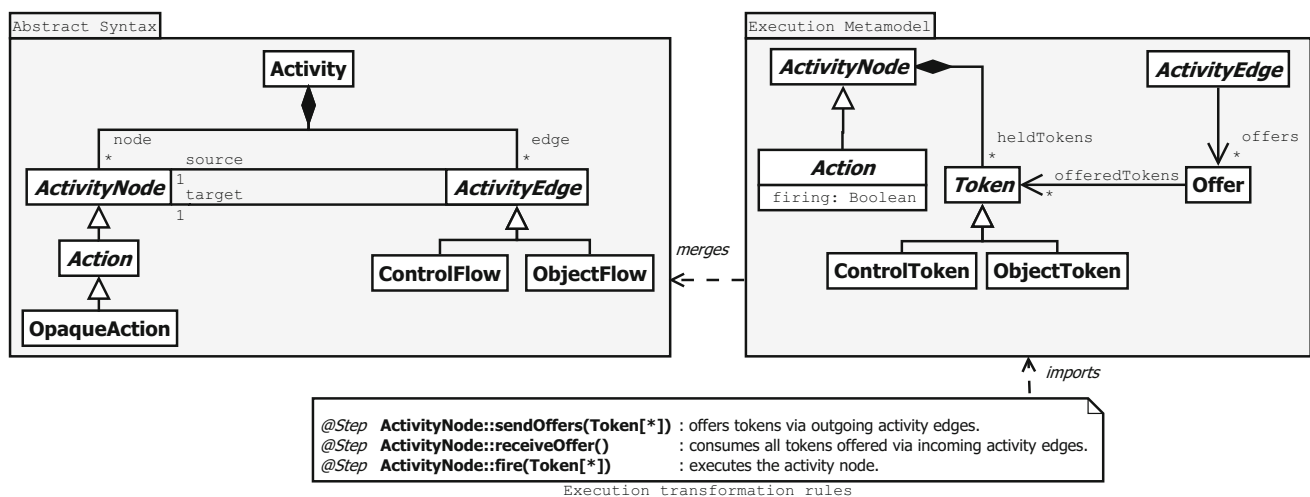 Abstract Syntax
Activity
node
*
edge
*
source
1
target
1
ActivityNode
ActivityEdge
Action
OpaqueAction
ControlFlow
ObjectFlow
merges
Execution Metamodel
ActivityNode
ActivityEdge
heldTokens
*
offers
*
Action
firing: Boolean
Token
offeredTokens
*
Offer
ControlToken
ObjectToken
imports
@Step ActivityNode::sendOffers(Token[*]) : offers tokens via outgoing activity edges.
@Step ActivityNode::receiveOffer() : consumes all tokens offered via incoming activity edges.
@Step ActivityNode::fire(Token[*]) : executes the activity node.
Execution transformation rules